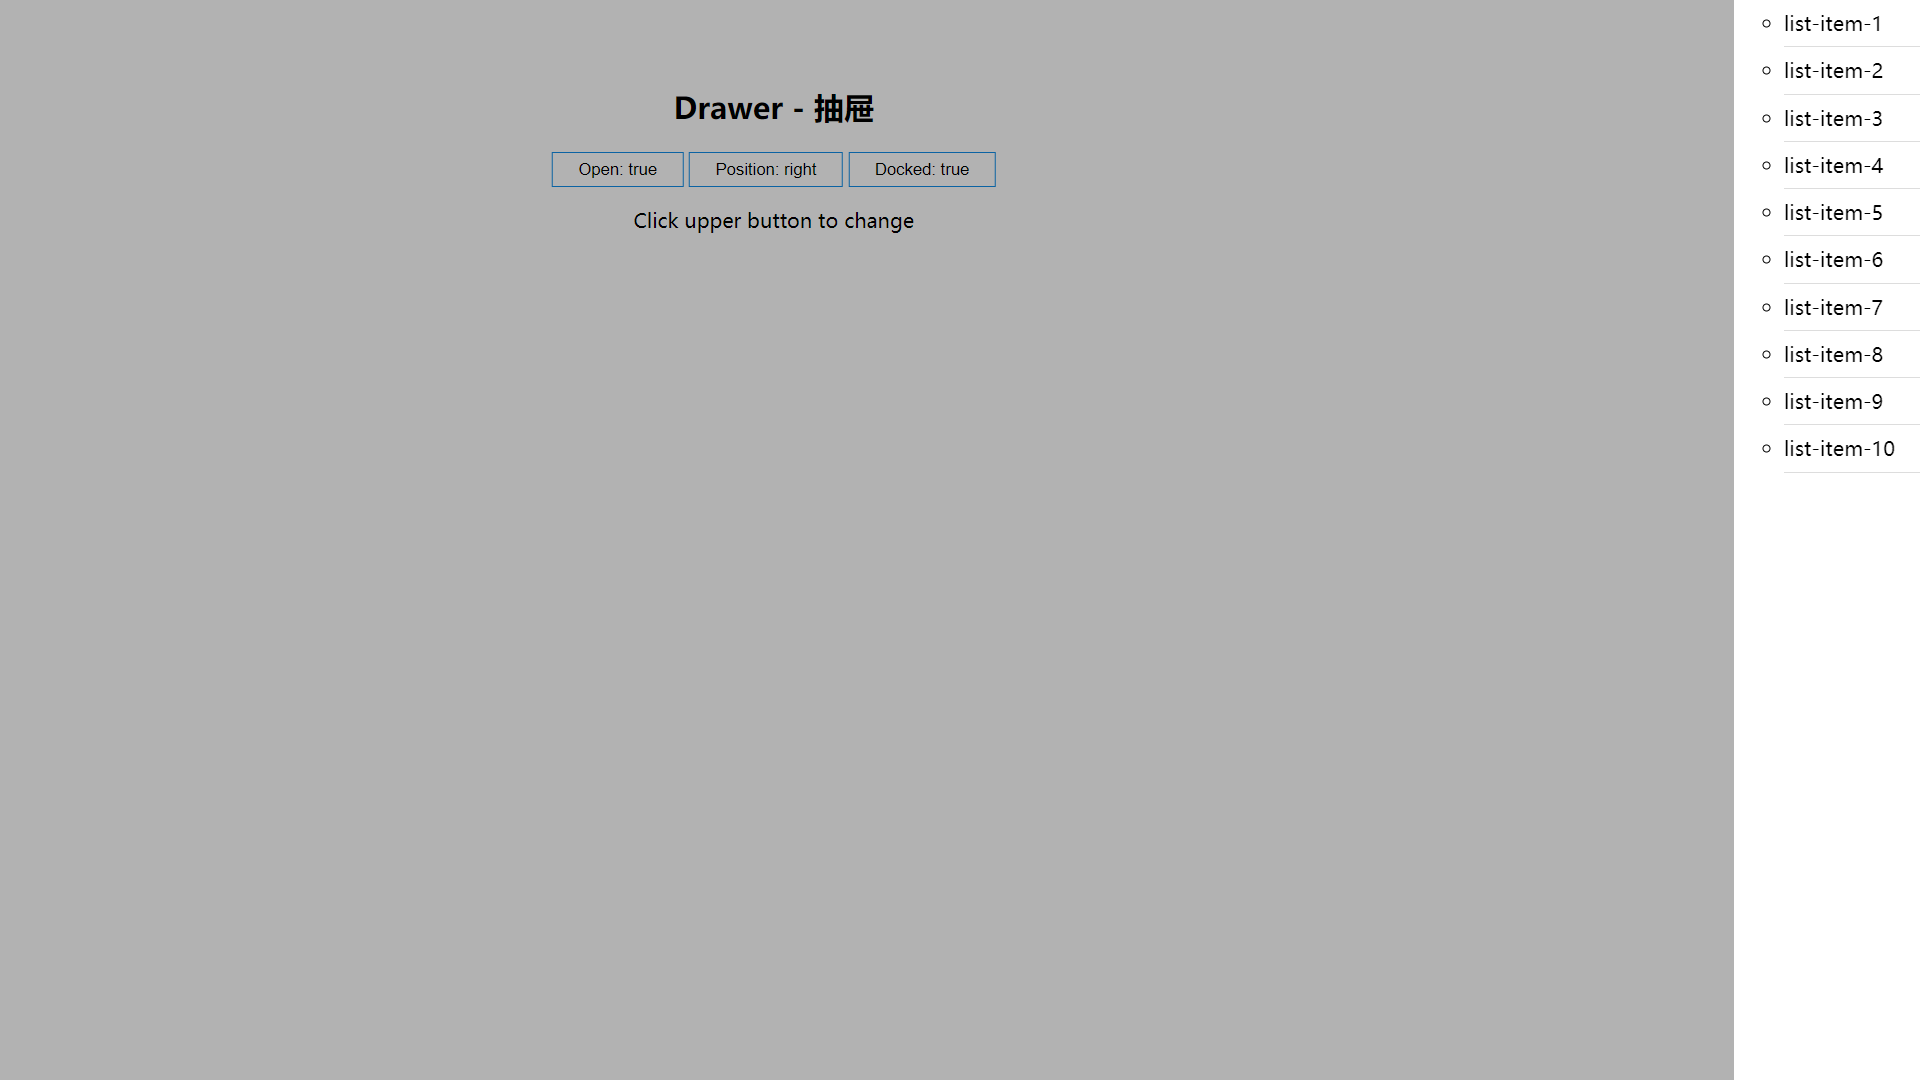 Drawer - 抽屉
Open: true
Position: right
Docked: true
Click upper button to change
list-item-1
list-item-2
list-item-3
list-item-4
list-item-5
list-item-6
list-item-7
list-item-8
list-item-9
list-item-10